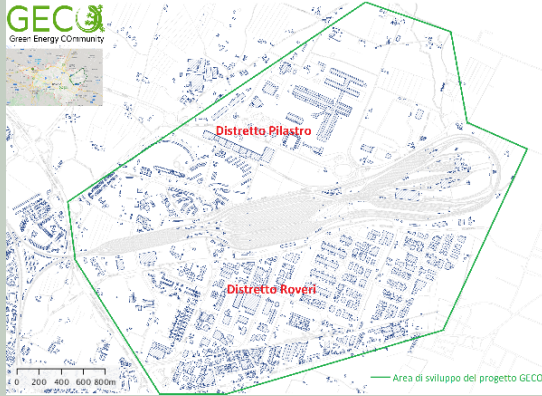 GECO
Green Energy COmmunity
Distretto Pilastro
Distretto Roveri
0 200 400 600 800m
Area di sviluppo del progetto GECO